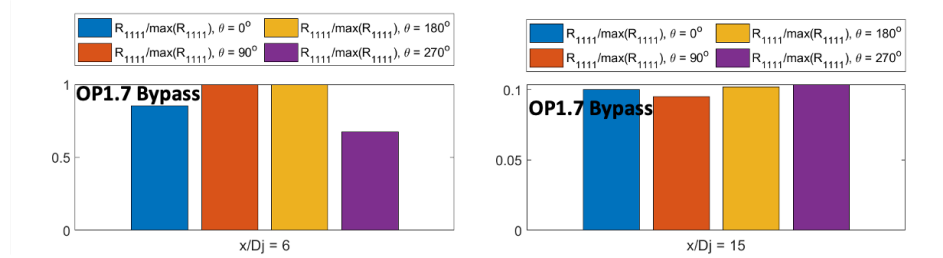 R1111/max(R1111), θ = 0° R1111/max(R1111), θ = 180°
R1111/max(R1111), θ = 90° R1111/max(R1111), θ = 270°
1
OP1.7 Bypass
0.5
0
x/Dj = 6
R1111/max(R1111), θ = 0° R1111/max(R1111), θ = 180°
R1111/max(R1111), θ = 90° R1111/max(R1111), θ = 270°
0.1
OP1.7 Bypass
0.05
0
x/Dj = 15